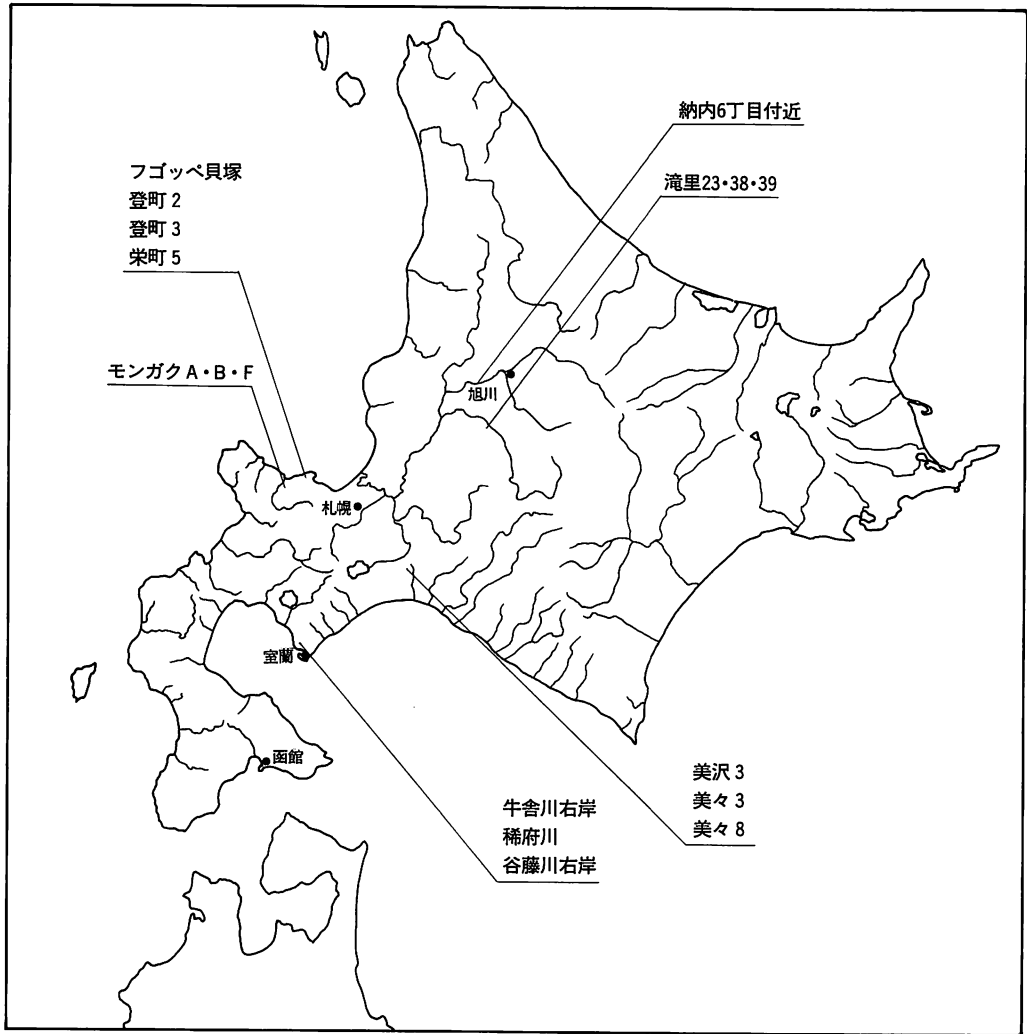 納内6丁目付近
滝里23・38・39
フゴッペ貝塚
登町2
登町3
栄町5
モンガクA・B・F
旭川
札幌
室蘭
函館
美沢3
美々3
美々8
牛舎川右岸
稀府川
谷藤川右岸